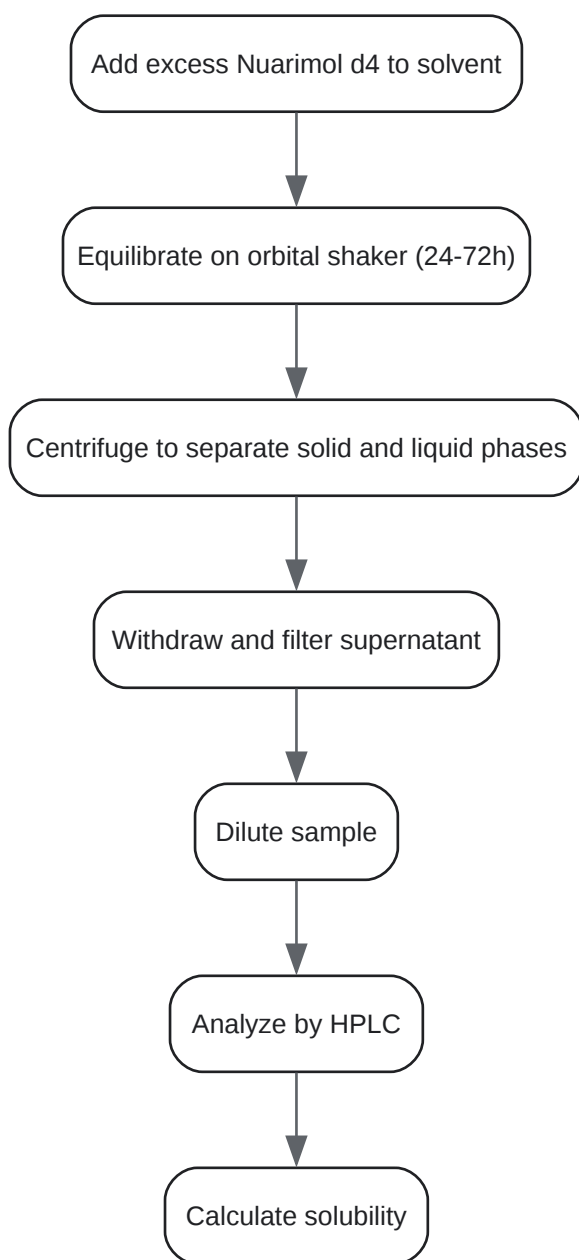 Add excess Nuarimol d4 to solvent
Equilibrate on orbital shaker (24-72h)
Centrifuge to separate solid and liquid phases
Withdraw and filter supernatant
Dilute sample
Analyze by HPLC
Calculate solubility